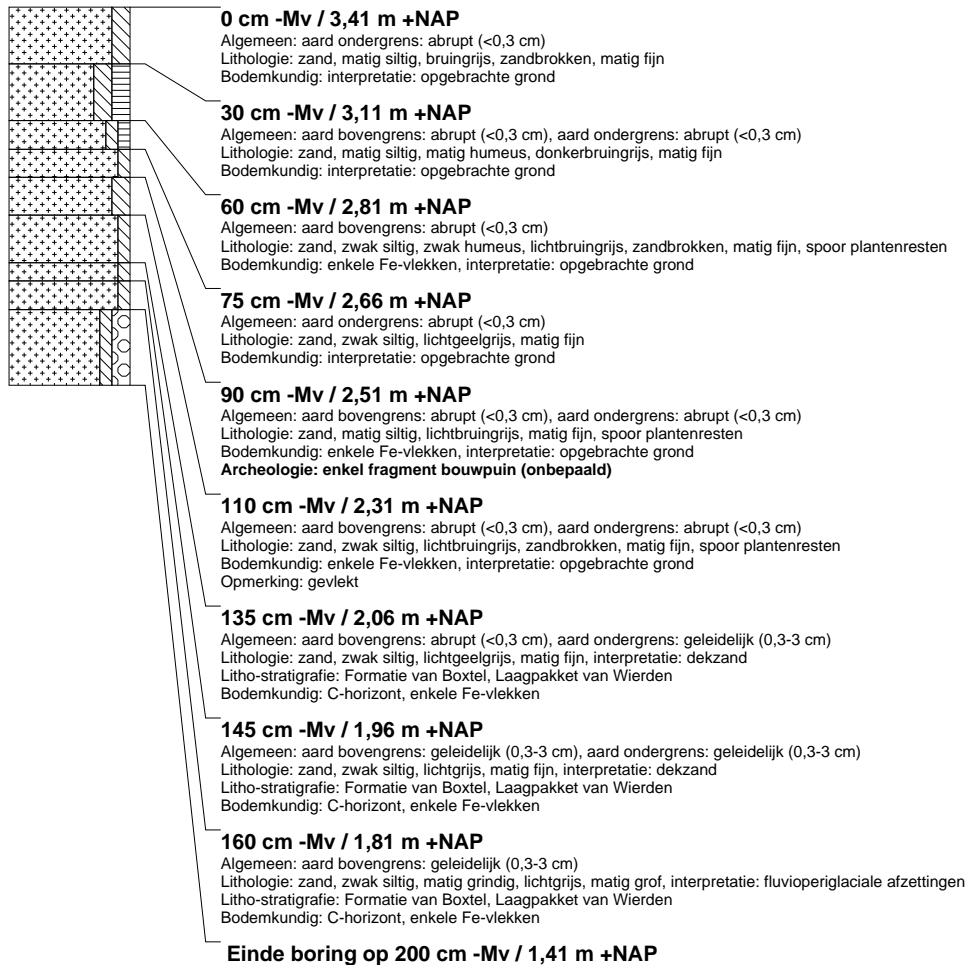 0 cm -Mv / 3,41 m +NAP
Algemeen: aard ondergrens: abrupt (<0,3 cm)
Lithologie: zand, matig siltig, bruingrijs, zandbrokken, matig fijn
Bodemkundig: interpretatie: opgebrachte grond
30 cm -Mv / 3,11 m +NAP
Algemeen: aard bovengrens: abrupt (<0,3 cm), aard ondergrens: abrupt (<0,3 cm)
Lithologie: zand, matig siltig, matig humeus, donkerbruingrijs, matig fijn
Bodemkundig: interpretatie: opgebrachte grond
60 cm -Mv / 2,81 m +NAP
Algemeen: aard bovengrens: abrupt (<0,3 cm)
Lithologie: zand, zwak siltig, zwak humeus, lichtbruingrijs, zandbrokken, matig fijn, spoor plantenresten
Bodemkundig: enkele Fe-vlekken, interpretatie: opgebrachte grond
75 cm -Mv / 2,66 m +NAP
Algemeen: aard ondergrens: abrupt (<0,3 cm)
Lithologie: zand, zwak siltig, lichtgeelgrijs, matig fijn
Bodemkundig: interpretatie: opgebrachte grond
90 cm -Mv / 2,51 m +NAP
Algemeen: aard bovengrens: abrupt (<0,3 cm), aard ondergrens: abrupt (<0,3 cm)
Lithologie: zand, matig siltig, lichtbruingrijs, matig fijn, spoor plantenresten
Bodemkundig: enkele Fe-vlekken, interpretatie: opgebrachte grond
Archeologie: enkel fragment bouwpuin (onbepaald)
110 cm -Mv / 2,31 m +NAP
Algemeen: aard bovengrens: abrupt (<0,3 cm), aard ondergrens: abrupt (<0,3 cm)
Lithologie: zand, zwak siltig, lichtbruingrijs, zandbrokken, matig fijn, spoor plantenresten
Bodemkundig: enkele Fe-vlekken, interpretatie: opgebrachte grond
Opmerking: gevlekt
135 cm -Mv / 2,06 m +NAP
Algemeen: aard bovengrens: abrupt (<0,3 cm), aard ondergrens: geleidelijk (0,3-3 cm)
Lithologie: zand, zwak siltig, lichtgeelgrijs, matig fijn, interpretatie: dekzand
Litho-stratigrafie: Formatie van Boxtel, Laagpakket van Wierden
Bodemkundig: C-horizont, enkele Fe-vlekken
145 cm -Mv / 1,96 m +NAP
Algemeen: aard bovengrens: geleidelijk (0,3-3 cm), aard ondergrens: geleidelijk (0,3-3 cm)
Lithologie: zand, zwak siltig, lichtgrijs, matig fijn, interpretatie: dekzand
Litho-stratigrafie: Formatie van Boxtel, Laagpakket van Wierden
Bodemkundig: C-horizont, enkele Fe-vlekken
160 cm -Mv / 1,81 m +NAP
Algemeen: aard bovengrens: geleidelijk (0,3-3 cm)
Lithologie: zand, zwak siltig, matig grindig, lichtgrijs, matig grof, interpretatie: fluvioperiglaciale afzettingen
Litho-stratigrafie: Formatie van Boxtel, Laagpakket van Wierden
Bodemkundig: C-horizont, enkele Fe-vlekken
Einde boring op 200 cm -Mv / 1,41 m +NAP